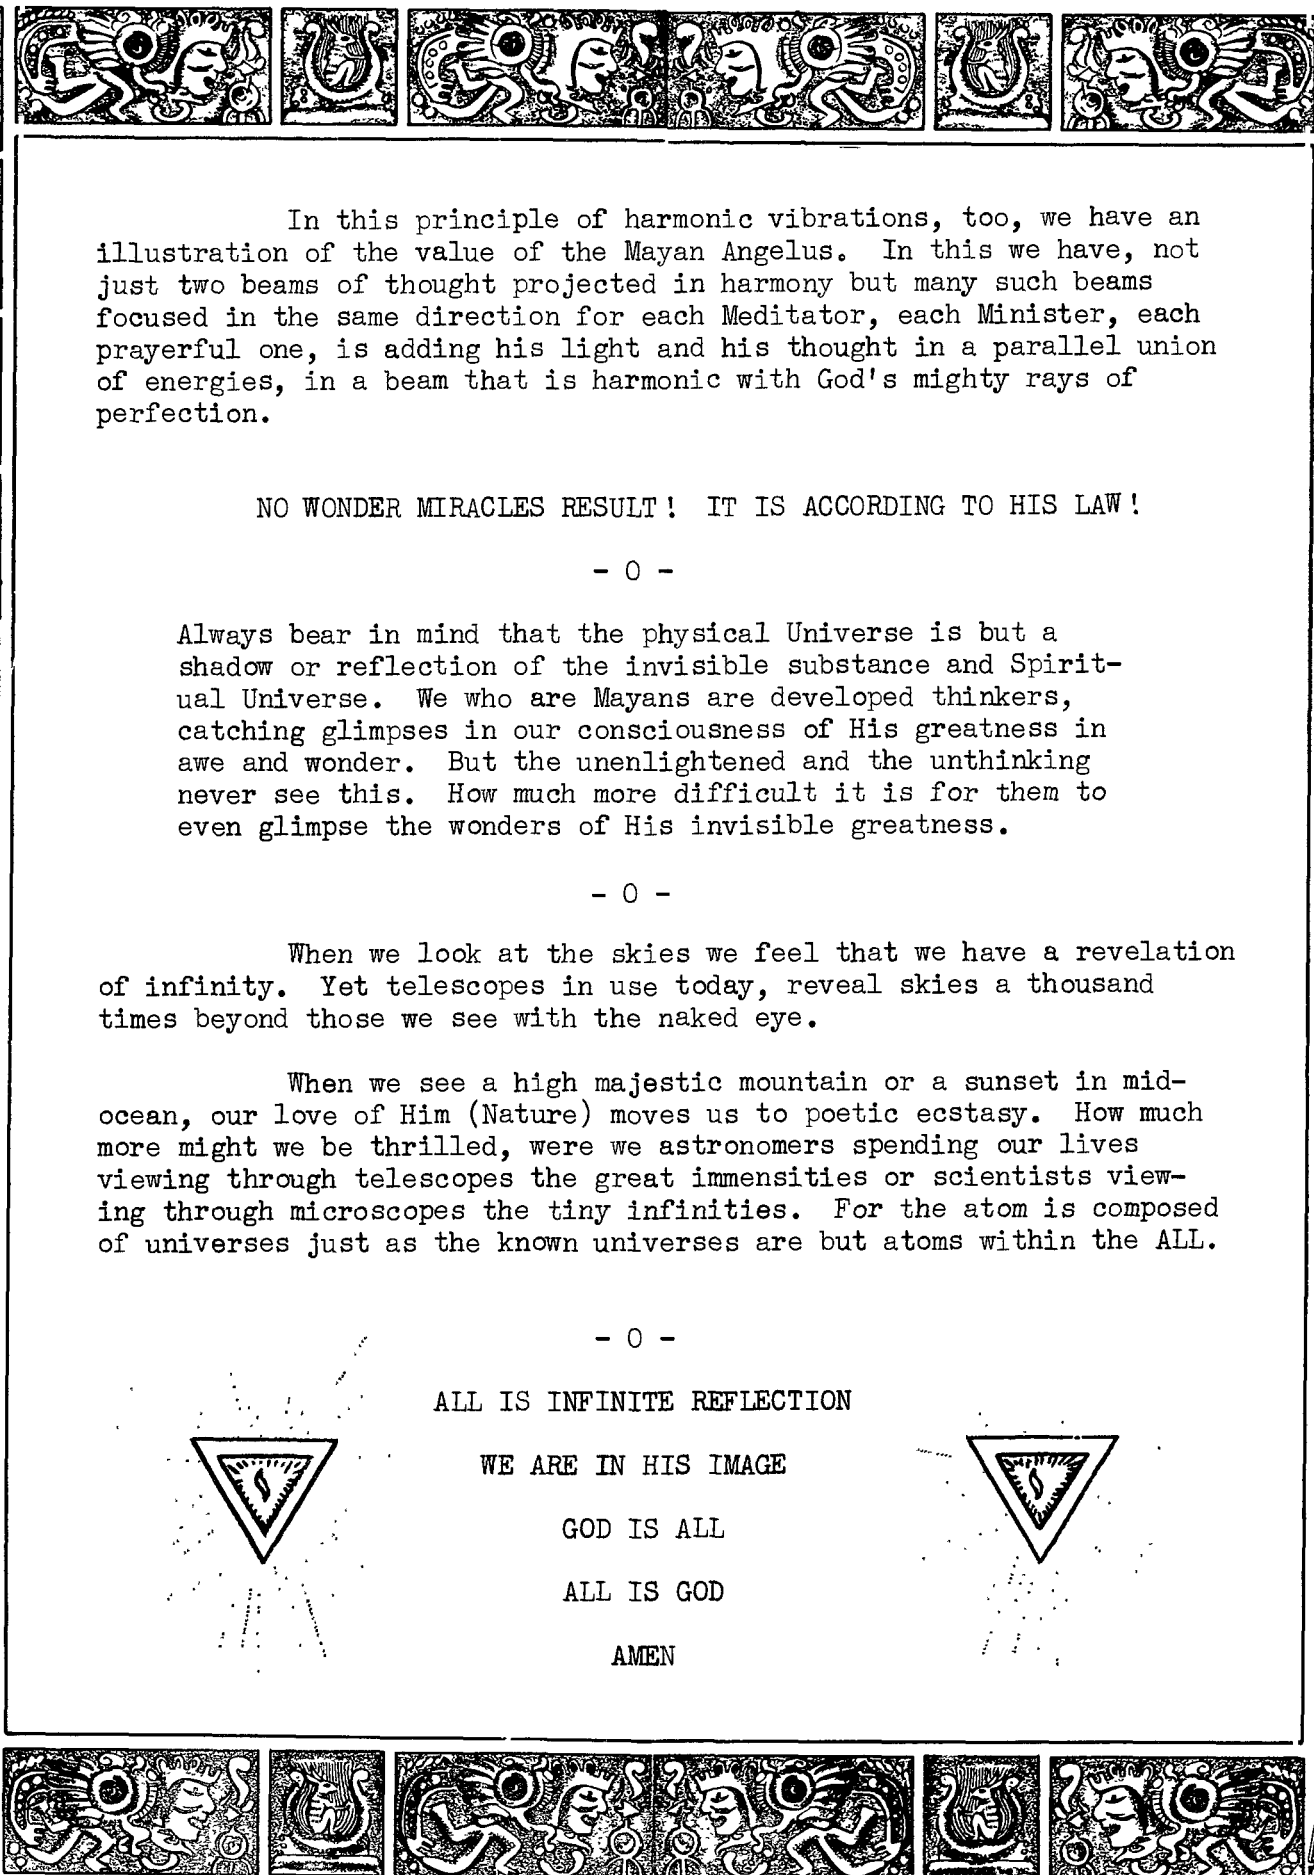 In this principle of harmonic vibrations, too, we have an
illustration of the value of the Mayan Angelus. In this we have, not
just two beams of thought projected in harmony but many such beams
focused in the same direction for each Meditator, each Minister, each
prayerful one, is adding his light and his thought in a parallel union
of energies, in a beam that is harmonic with God's mighty rays of
perfection.
NO WONDER MIRACLES RESULT! IT IS ACCORDING TO HIS LAW!
- 0 -
Always bear in mind that the physical Universe is but a
shadow or reflection of the invisible substance and Spirit-
ual Universe. We who are Mayans are developed thinkers,
catching glimpses in our consciousness of His greatness in
awe and wonder. But the unenlightened and the unthinking
never see this. How much more difficult it is for them to
even glimpse the wonders of His invisible greatness.
- 0 -
When we look at the skies we feel that we have a revelation
of infinity. Yet telescopes in use today, reveal skies a thousand
times beyond those we see with the naked eye.
When we see a high majestic mountain or a sunset in mid-
ocean, our love of Him (Nature) moves us to poetic ecstasy. How much
more might we be thrilled, were we astronomers spending our lives
viewing through telescopes the great immensities or scientists view-
ing through microscopes the tiny infinities. For the atom is composed
of universes just as the known universes are but atoms within the ALL.
- 0 -
ALL IS INFINITE REFLECTION
WE ARE IN HIS IMAGE
GOD IS ALL
ALL IS GOD
AMEN